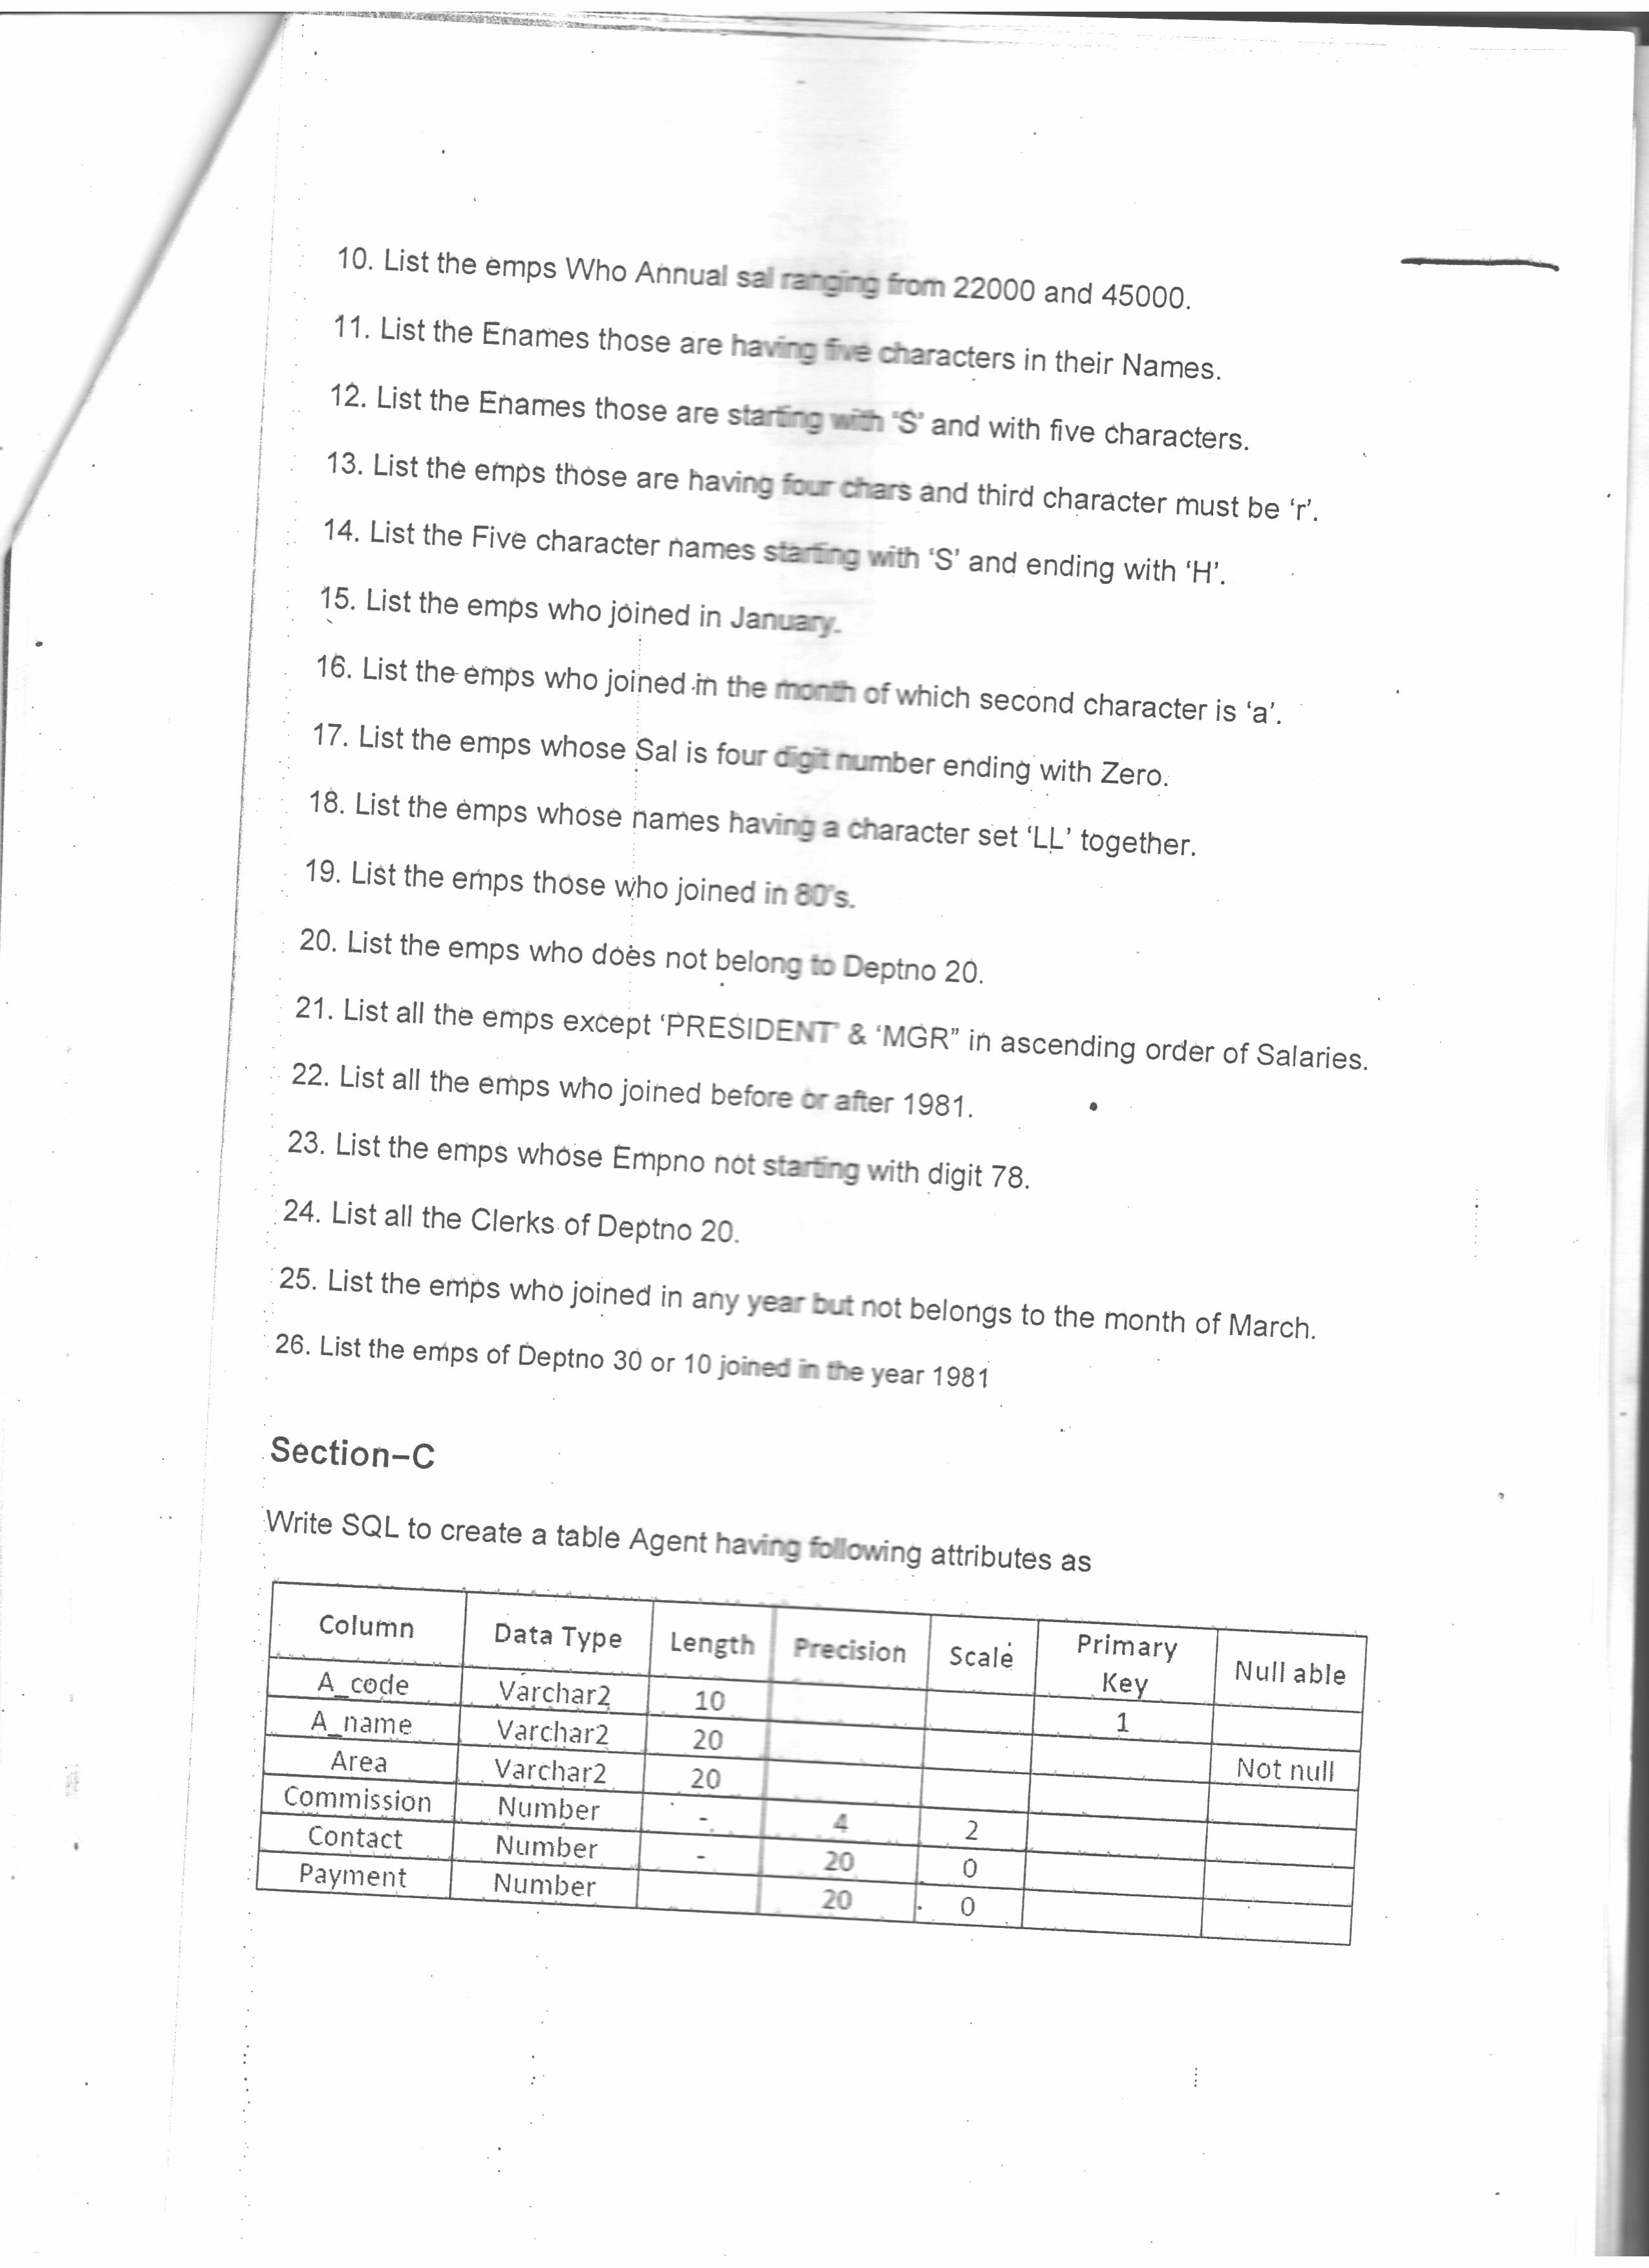 10. List the emps Who Annual sal ranging from 22000 and 45000.
11. List the Enames those are having five characters in their Names.
12. List the Enames those are starting with ‘S’ and with five characters.
13. List the emps those are having four chars and third character must be ‘r’.
14. List the Five character names starting with ‘S’ and ending with ‘H’.
15. List the emps who joined in January.
16. List the emps who joined in the month of which second character is ‘a’.
17. List the emps whose Sal is four digit number ending with Zero.
18. List the emps whose names having a character set ‘LL’ together.
19. List the emps those who joined in 80's.
20. List the emps who does not belong to Deptno 20.
21. List all the emps except ‘PRESIDENT’ & ‘MGR” in ascending order of Salaries.
22. List all the emps who joined before or after 1981.
23. List the emps whose Empno not starting with digit 78.
24. List all the Clerks of Deptno 20.
25. List the emps who joined in any year but not belongs to the month of March.
26. List the emps of Deptno 30 or 10 joined in the year 1981
Section–C
Write SQL to create a table Agent having following attributes as
Column Data Type Length Precision Scale Primary Key Null able
A_code Varchar2 10 1
A_name Varchar2 20 Not null
Area Varchar2 20
Commission Number - 4 2
Contact Number - 20 0
Payment Number 20 0